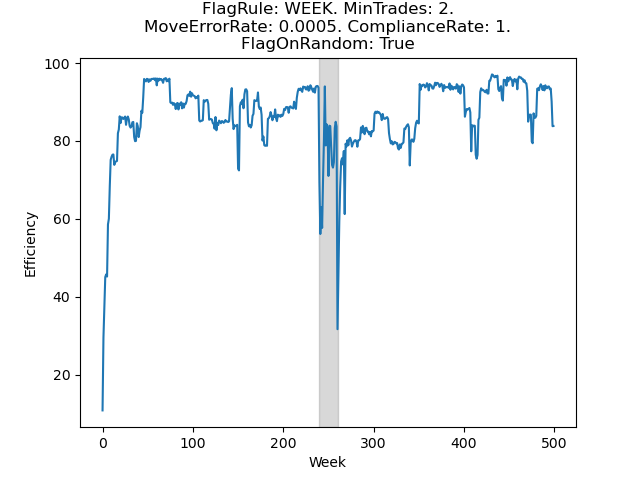 FlagRule: WEEK. MinTrades: 2.
MoveErrorRate: 0.0005. ComplianceRate: 1.
FlagOnRandom: True
100
80
60
40
20
Efficiency
0 100 200 300 400 500
Week